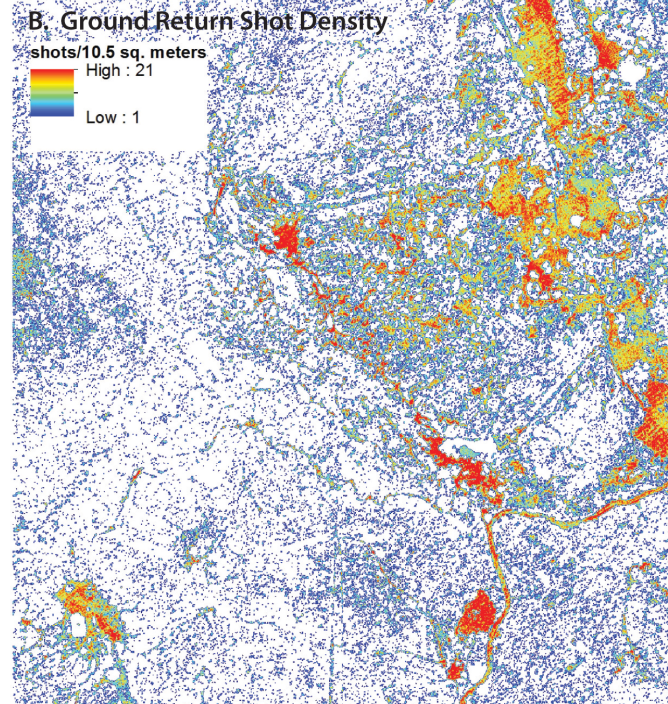 B. Ground Return Shot Density
shots/10.5 sq. meters
High : 21
Low : 1